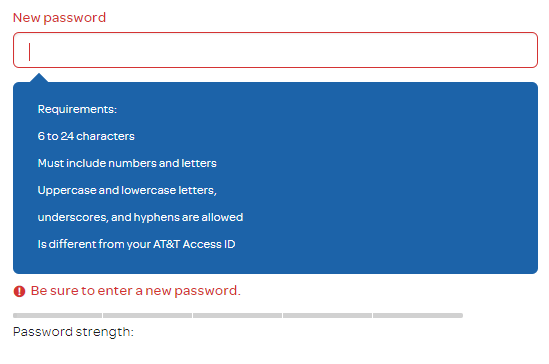 New password
Requirements:
6 to 24 characters
Must include numbers and letters
Uppercase and lowercase letters,
underscores, and hyphens are allowed
Is different from your AT&T Access ID
Be sure to enter a new password.
Password strength: